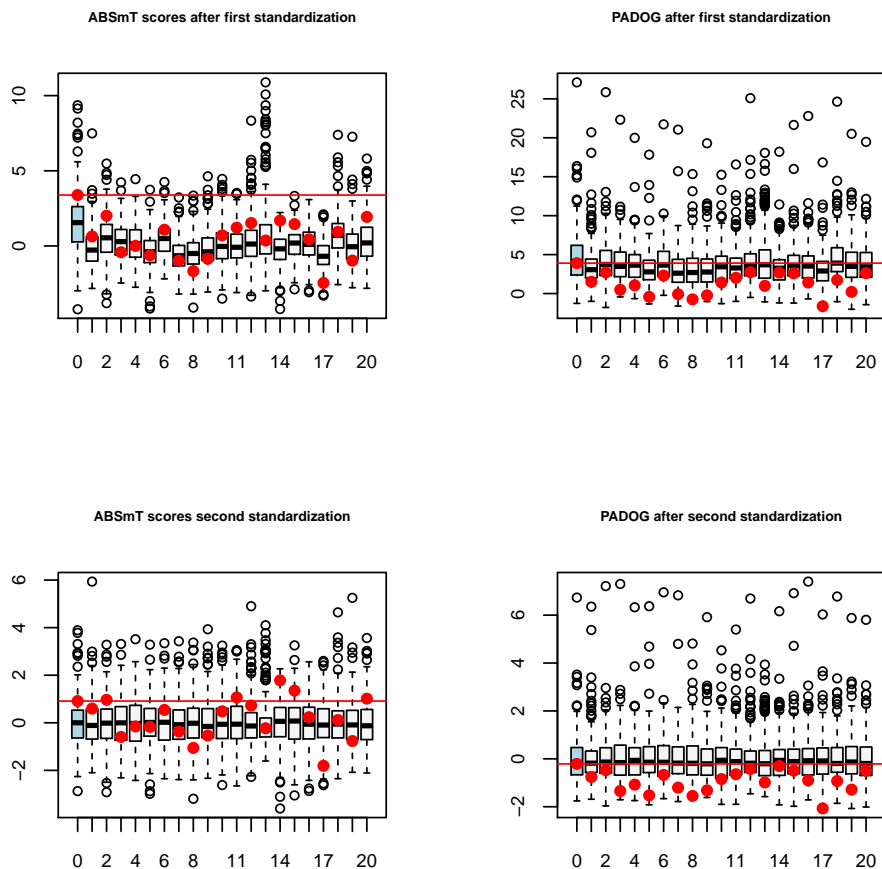 ABSmT scores after first standardization
PADOG after first standardization
10
5
0
0 2 4 6 8 11 14 17 20
25
20
15
10
5
0
0 2 4 6 8 11 14 17 20
ABSmT scores second standardization
PADOG after second standardization
6
4
2
0
−2
0 2 4 6 8 11 14 17 20
6
4
2
0
−2
0 2 4 6 8 11 14 17 20